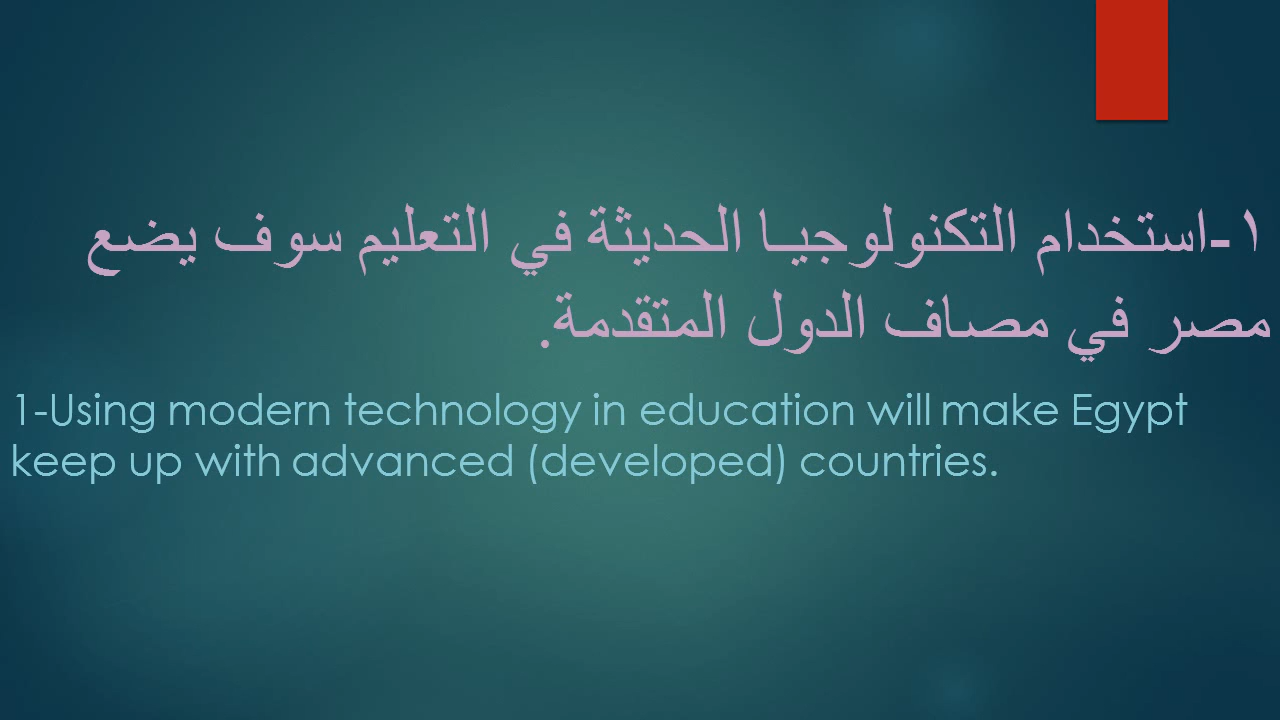 ١-استخدام التكنولوجيا الحديثة في التعليم سوف يضع
مصر في مصاف الدول المتقدمة.
1-Using modern technology in education will make Egypt
keep up with advanced (developed) countries.